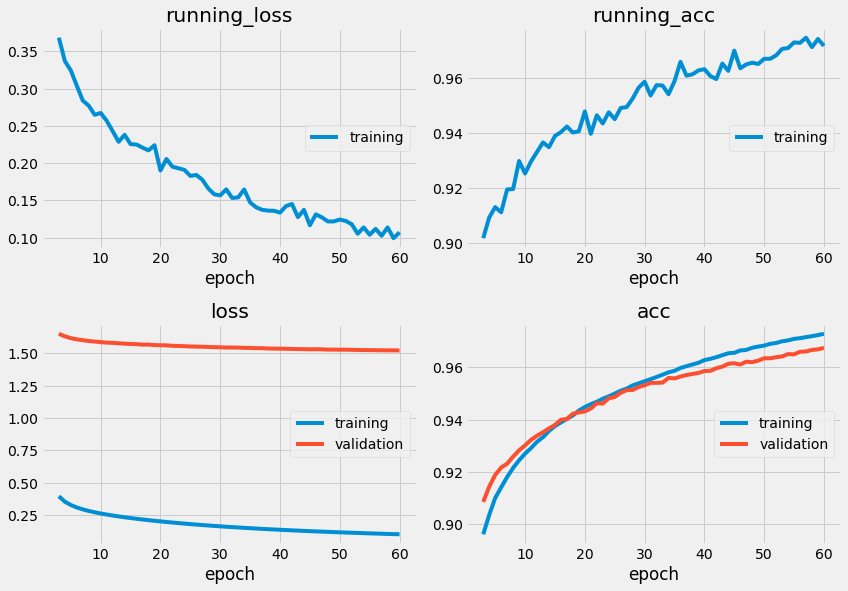 running_loss
0.35
0.30
0.25
0.20
0.15
0.10
training
10 20 30 40 50 60
epoch
running_acc
0.96
0.94
0.92
0.90
training
10 20 30 40 50 60
epoch
loss
1.50
1.25
1.00
0.75
0.50
0.25
training
validation
10 20 30 40 50 60
epoch
acc
0.96
0.94
0.92
0.90
training
validation
10 20 30 40 50 60
epoch